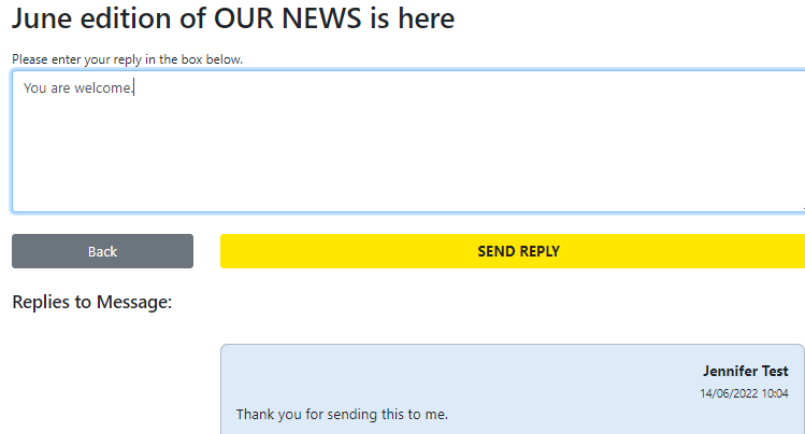 June edition of OUR NEWS is here
Please enter your reply in the box below.
You are welcome.
Back
SEND REPLY
Replies to Message:
Jennifer Test
14/06/2022 10:04
Thank you for sending this to me.